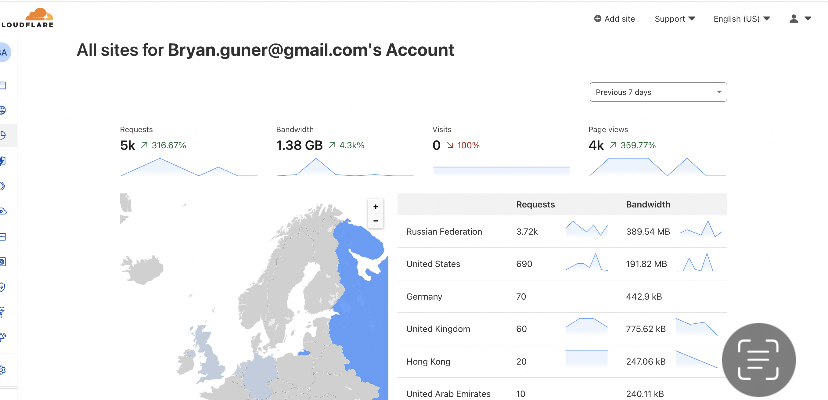 CLOUDFLARE
Add site Support English (US)
All sites for Bryan.guner@gmail.com's Account
Previous 7 days
Requests Bandwidth Visits Page views
5k 316.67% 1.38 GB 4.3k% 0 100% 4k 359.77%
+
−
Requests Bandwidth
Russian Federation 3.72k 389.54 MB
United States 690 191.82 MB
Germany 70 442.9 kB
United Kingdom 60 775.62 kB
Hong Kong 20 247.06 kB
United Arab Emirates 10 240.11 kB